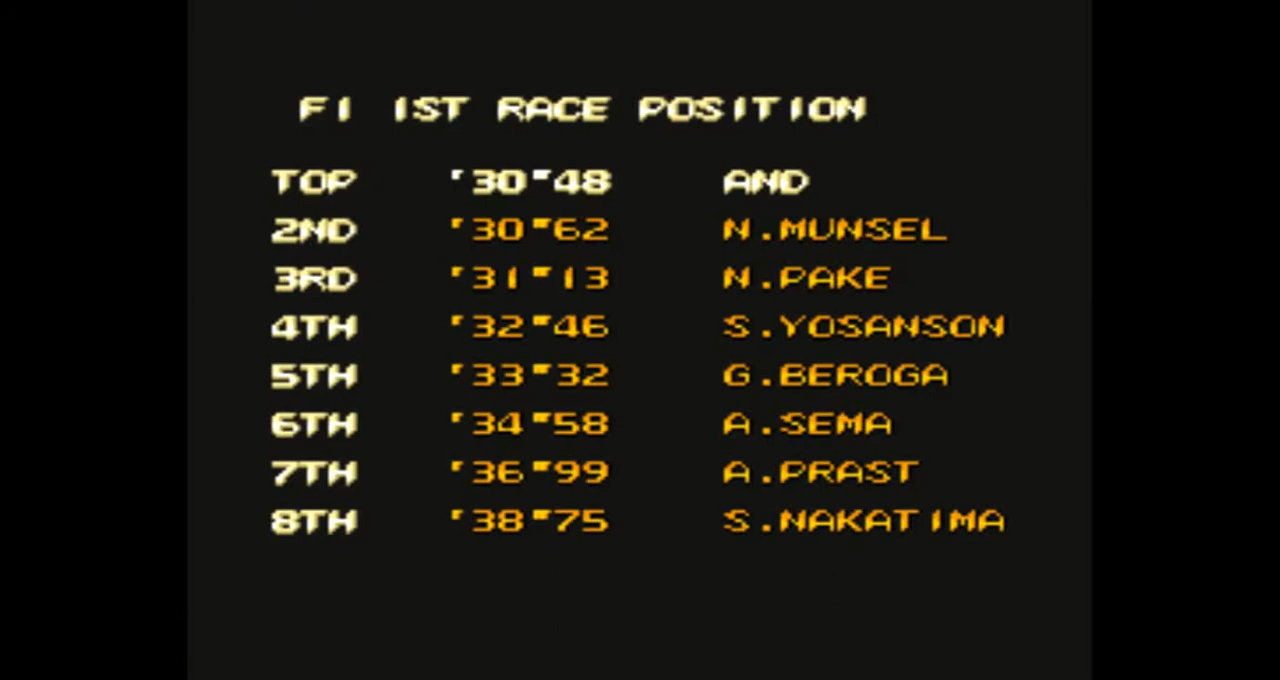 F1 1ST RACE POSITION
TOP '30"48 AND
2ND '30"62 N.MUNSEL
3RD '31"13 N.PAKE
4TH '32"46 S.YOSANSON
5TH '33"32 G.BEROGA
6TH '34"58 A.SEMA
7TH '36"99 A.PRAST
8TH '38"75 S.NAKATIMA